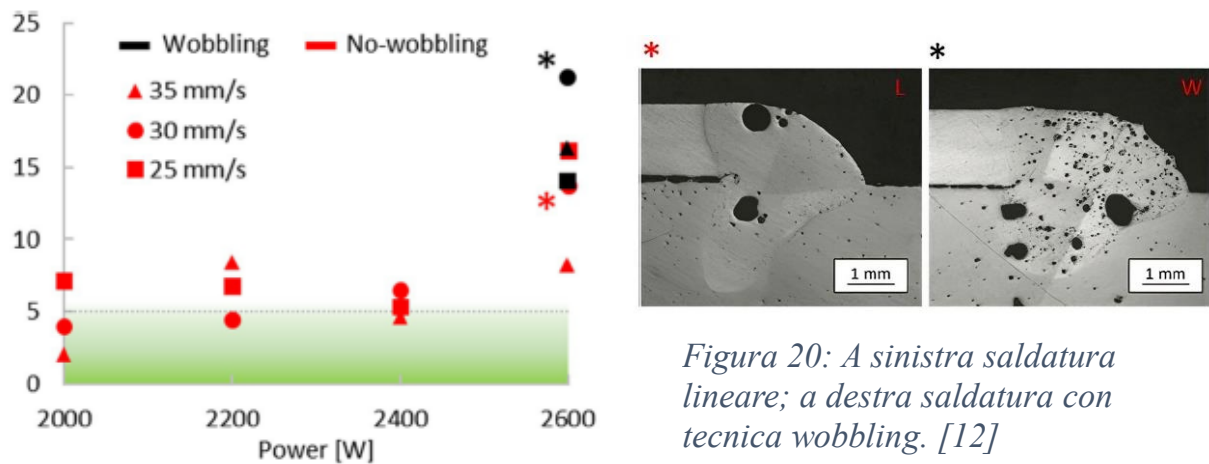 25
20
15
10
5
0
2000
2200
2400
2600
Power [W]
Wobbling
No-wobbling
35 mm/s
30 mm/s
25 mm/s
*
*
*
L
1 mm
*
W
1 mm
Figura 20: A sinistra saldatura
lineare; a destra saldatura con
tecnica wobbling. [12]